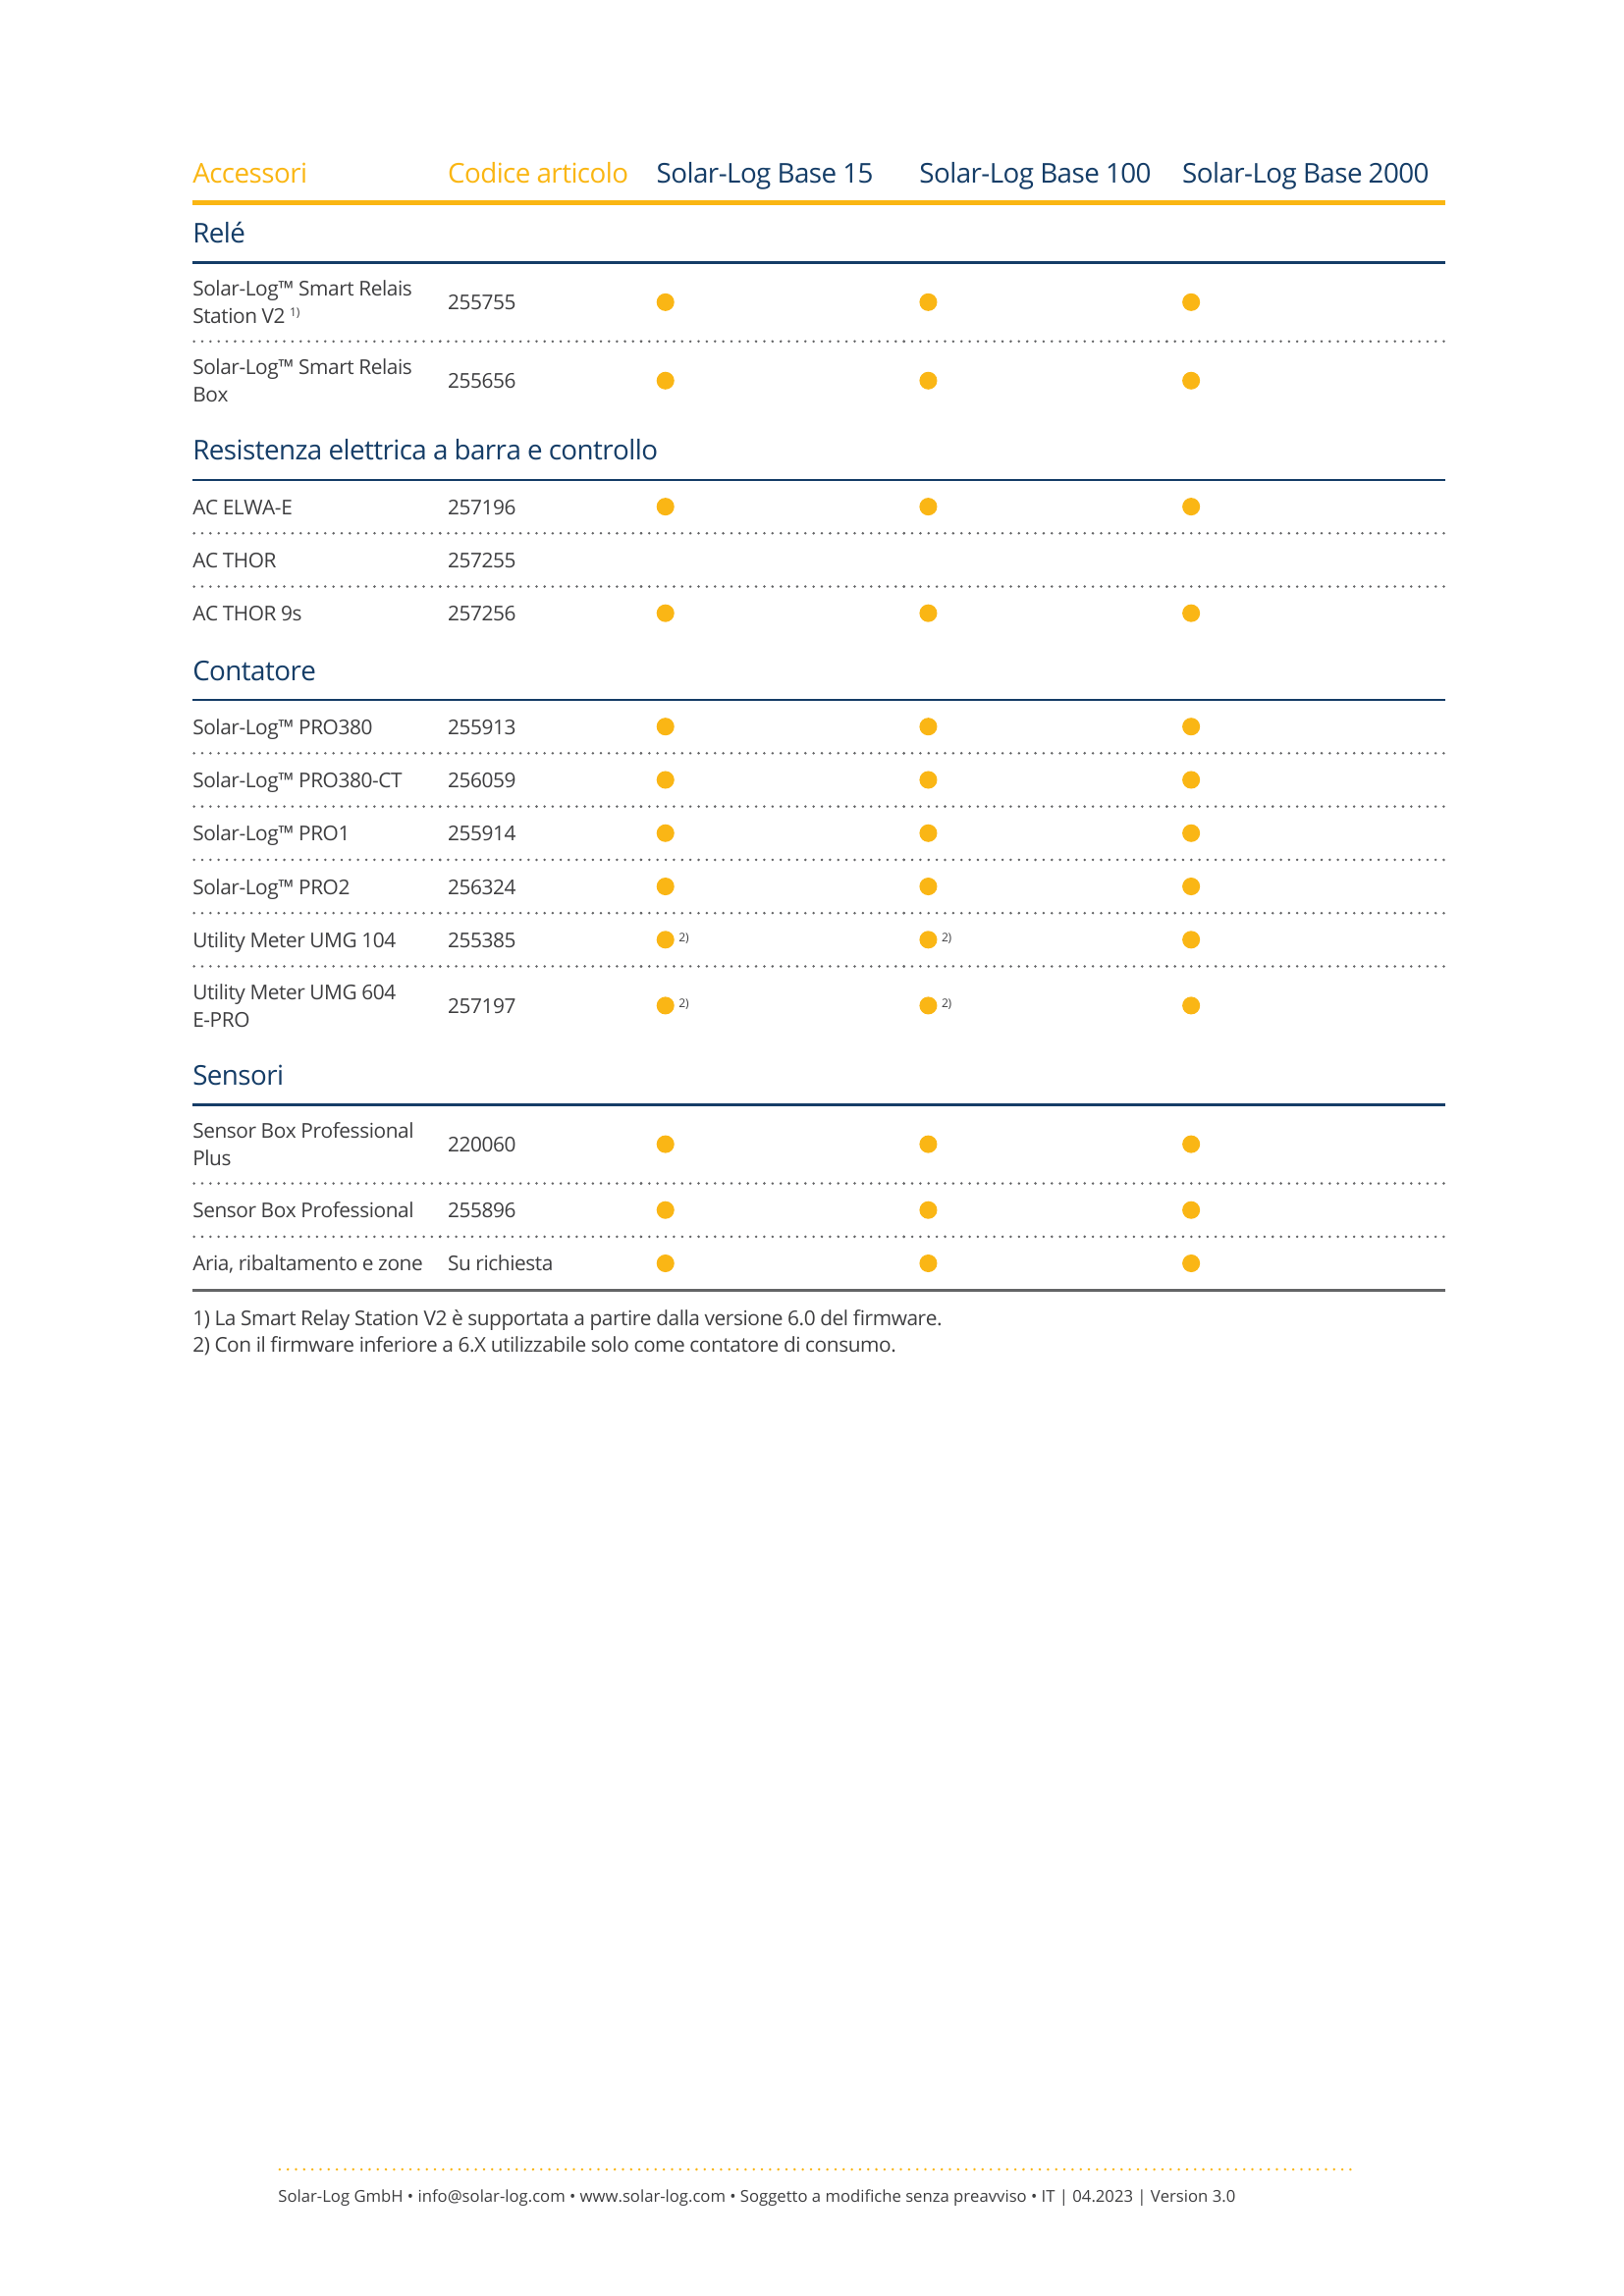 Accessori Codice articolo Solar-Log Base 15 Solar-Log Base 100 Solar-Log Base 2000
Relé
Solar-Log™ Smart Relais
Station V2 1) 255755 ● ● ●
Solar-Log™ Smart Relais
Box 255656 ● ● ●
Resistenza elettrica a barra e controllo
AC ELWA-E 257196 ● ● ●
AC THOR 257255
AC THOR 9s 257256 ● ● ●
Contatore
Solar-Log™ PRO380 255913 ● ● ●
Solar-Log™ PRO380-CT 256059 ● ● ●
Solar-Log™ PRO1 255914 ● ● ●
Solar-Log™ PRO2 256324 ● ● ●
Utility Meter UMG 104 255385 ● 2) ● 2) ●
Utility Meter UMG 604
E-PRO 257197 ● 2) ● 2) ●
Sensori
Sensor Box Professional
Plus 220060 ● ● ●
Sensor Box Professional 255896 ● ● ●
Aria, ribaltamento e zone Su richiesta ● ● ●
1) La Smart Relay Station V2 è supportata a partire dalla versione 6.0 del firmware.
2) Con il firmware inferiore a 6.X utilizzabile solo come contatore di consumo.
Solar-Log GmbH • info@solar-log.com • www.solar-log.com • Soggetto a modifiche senza preavviso • IT | 04.2023 | Version 3.0